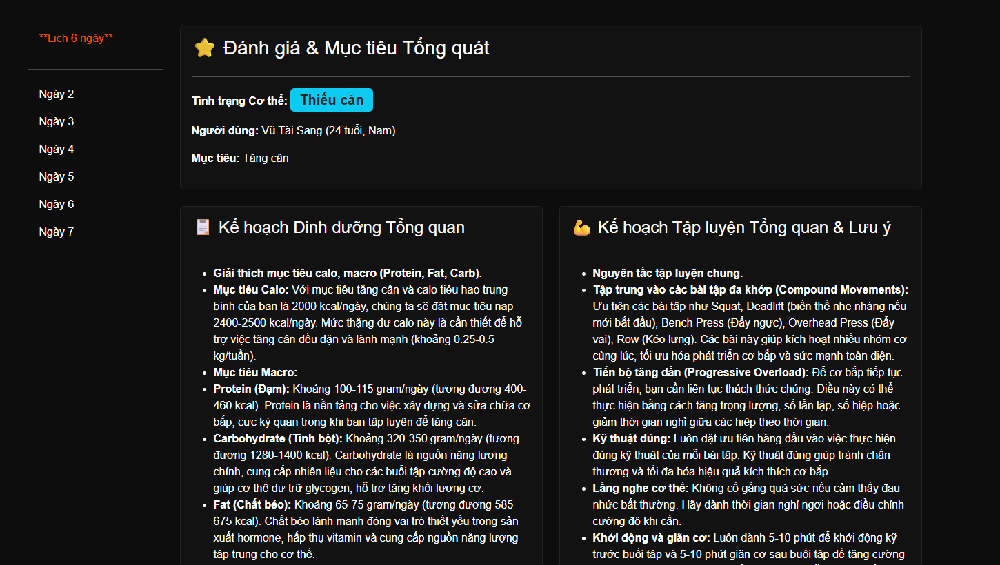 **Lịch 6 ngày**
Ngày 2
Ngày 3
Ngày 4
Ngày 5
Ngày 6
Ngày 7
Đánh giá & Mục tiêu Tổng quát
Tình trạng Cơ thể: Thiếu cân
Người dùng: Vũ Tài Sang (24 tuổi, Nam)
Mục tiêu: Tăng cân
Kế hoạch Dinh dưỡng Tổng quan
Giải thích mục tiêu calo, macro (Protein, Fat, Carb).
Mục tiêu Calo: Với mục tiêu tăng cân và calo tiêu hao trung
bình của bạn là 2000 kcal/ngày, chúng ta sẽ đặt mục tiêu nạp
2400-2500 kcal/ngày. Mức thặng dư calo này là cần thiết để hỗ
trợ việc tăng cân đều đặn và lành mạnh (khoảng 0.25-0.5
kg/tuần).
Mục tiêu Macro:
Protein (Đạm): Khoảng 100-115 gram/ngày (tương đương 400-
460 kcal). Protein là nền tảng cho việc xây dựng và sửa chữa cơ
bắp, cực kỳ quan trọng khi bạn tập luyện để tăng cân.
Carbohydrate (Tinh bột): Khoảng 320-350 gram/ngày (tương
đương 1280-1400 kcal). Carbohydrate là nguồn năng lượng
chính, cung cấp nhiên liệu cho các buổi tập cường độ cao và
giúp cơ thể dự trữ glycogen, hỗ trợ tăng khối lượng cơ.
Fat (Chất béo): Khoảng 65-75 gram/ngày (tương đương 585-
675 kcal). Chất béo lành mạnh đóng vai trò thiết yếu trong sản
xuất hormone, hấp thụ vitamin và cung cấp nguồn năng lượng
tập trung cho cơ thể.
Kế hoạch Tập luyện Tổng quan & Lưu ý
Nguyên tắc tập luyện chung.
Tập trung vào các bài tập đa khớp (Compound Movements):
Ưu tiên các bài tập như Squat, Deadlift (biến thể nhẹ nhàng nếu
mới bắt đầu), Bench Press (Đẩy ngực), Overhead Press (Đẩy
vai), Row (Kéo lưng). Các bài này giúp kích hoạt nhiều nhóm cơ
cùng lúc, tối ưu hóa phát triển cơ bắp và sức mạnh toàn diện.
Tiến bộ tăng dần (Progressive Overload): Để cơ bắp tiếp tục
phát triển, bạn cần liên tục thách thức chúng. Điều này có thể
thực hiện bằng cách tăng trọng lượng, số lần lặp, số hiệp hoặc
giảm thời gian nghỉ giữa các hiệp theo thời gian.
Kỹ thuật đúng: Luôn đặt ưu tiên hàng đầu vào việc thực hiện
đúng kỹ thuật của mỗi bài tập. Kỹ thuật đúng giúp tránh chấn
thương và tối đa hóa hiệu quả kích thích cơ bắp.
Lắng nghe cơ thể: Không cố gắng quá sức nếu cảm thấy đau
nhức bất thường. Hãy dành thời gian nghỉ ngơi hoặc điều chỉnh
cường độ khi cần.
Khởi động và giãn cơ: Luôn dành 5-10 phút để khởi động kỹ
trước buổi tập và 5-10 phút giãn cơ sau buổi tập để tăng cường